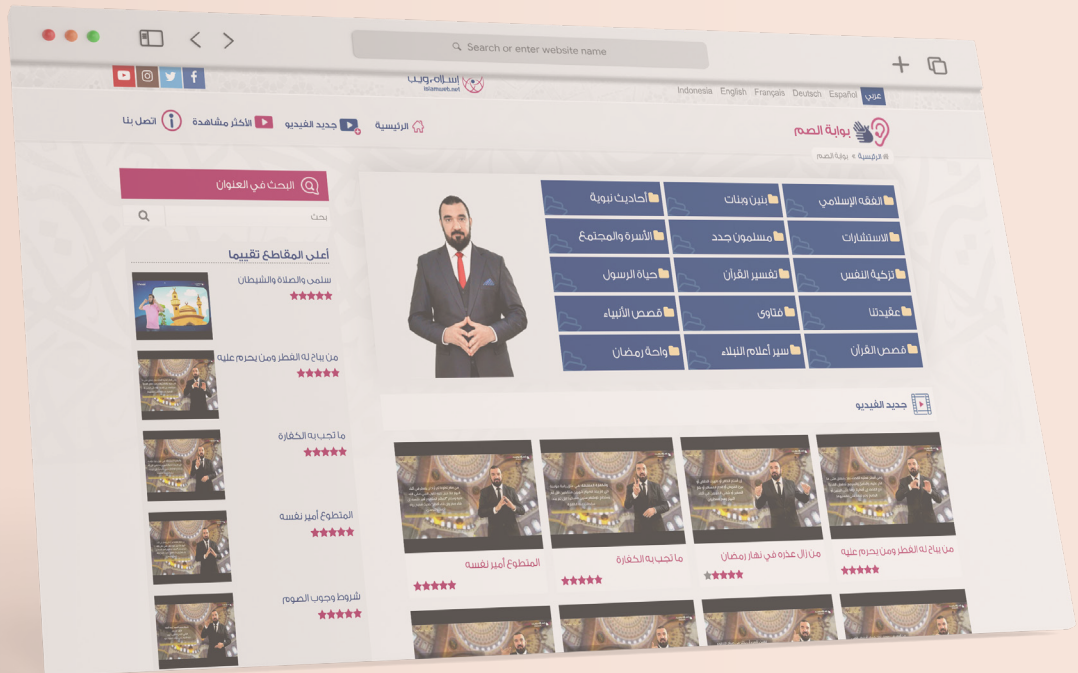 Search or enter website name
إسلام ويب
islamweb.net
عربي Español Deutsch Français English Indonesia
بوابة الصم
الرئيسية
جديد الفيديو
الأكثر مشاهدة
اتصل بنا
الرئيسية » بوابة الصم
الفقه الإسلامي
بنين وبنات
أحاديث نبوية
الاستشارات
مسلمون جدد
الأسرة والمجتمع
تزكية النفس
تفسير القرآن
حياة الرسول
عقيدتنا
فتاوى
قصص الأنبياء
قصص القرآن
سير أعلام النبلاء
واحة رمضان
جديد الفيديو
من يباح له الفطر ومن يحرم عليه
من زال عذره في نهار رمضان
ما تجب به الكفارة
المتطوع أمير نفسه
البحث في العنوان
بحث
أعلى المقاطع تقييما
سلمى والصلاة والشيطان
من يباح له الفطر ومن يحرم عليه
ما تجب به الكفارة
المتطوع أمير نفسه
شروط وجوب الصوم